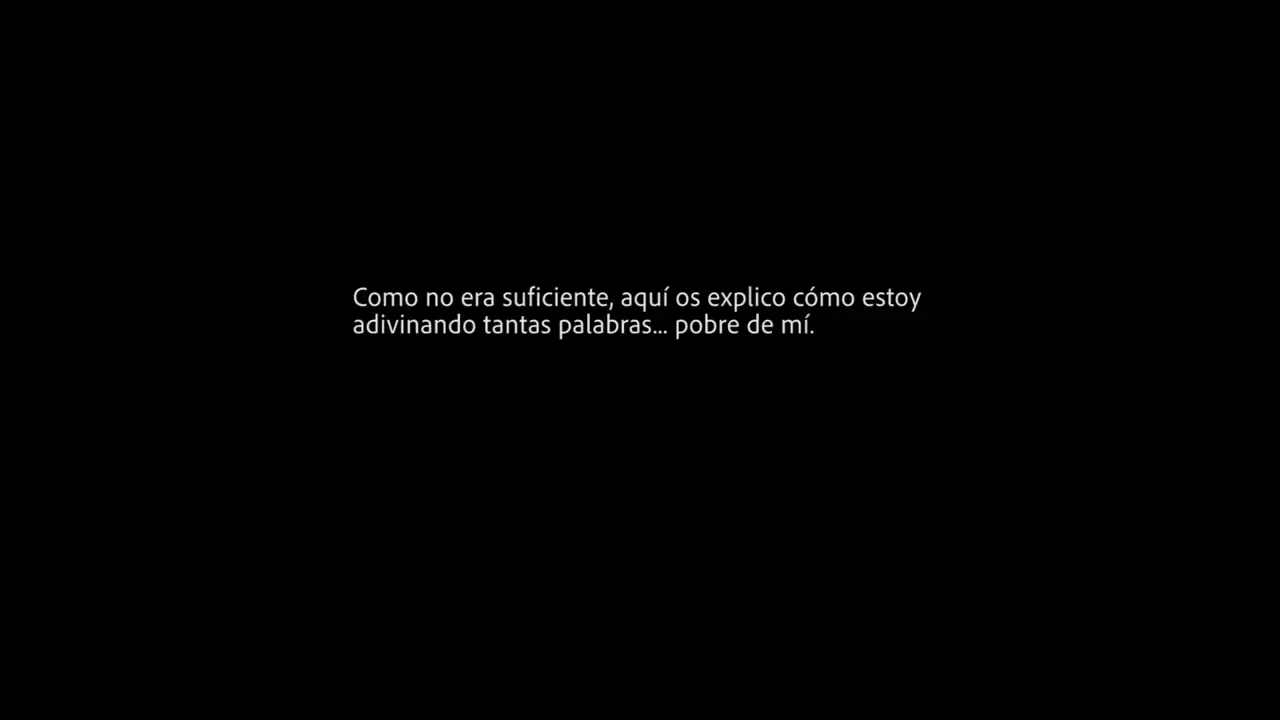 Como no era suficiente, aquí os explico cómo estoy
adivinando tantas palabras... pobre de mí.